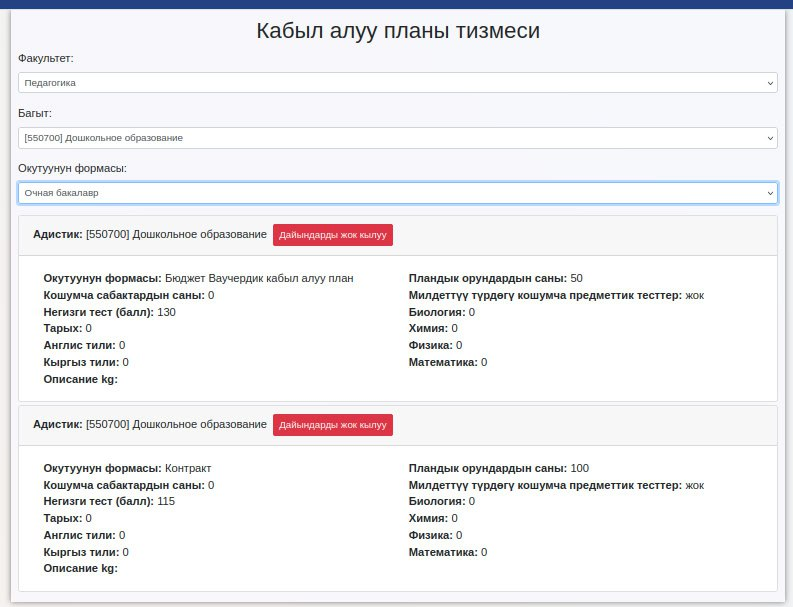 Кабыл алуу планы тизмеси
Факультет:
Педагогика
Багыт:
[550700] Дошкольное образование
Окутуунун формасы:
Очная бакалавр
Адистик: [550700] Дошкольное образование Дайындарды жок кылуу
Окутуунун формасы: Бюджет Ваучердик кабыл алуу план
Кошумча сабактардын саны: 0
Негизги тест (балл): 130
Тарых: 0
Англис тили: 0
Кыргыз тили: 0
Описание kg:
Пландык орундардын саны: 50
Милдеттүү түрдөгү кошумча предметтик тесттер: жок
Биология: 0
Химия: 0
Физика: 0
Математика: 0
Адистик: [550700] Дошкольное образование Дайындарды жок кылуу
Окутуунун формасы: Контракт
Кошумча сабактардын саны: 0
Негизги тест (балл): 115
Тарых: 0
Англис тили: 0
Кыргыз тили: 0
Описание kg:
Пландык орундардын саны: 100
Милдеттүү түрдөгү кошумча предметтик тесттер: жок
Биология: 0
Химия: 0
Физика: 0
Математика: 0